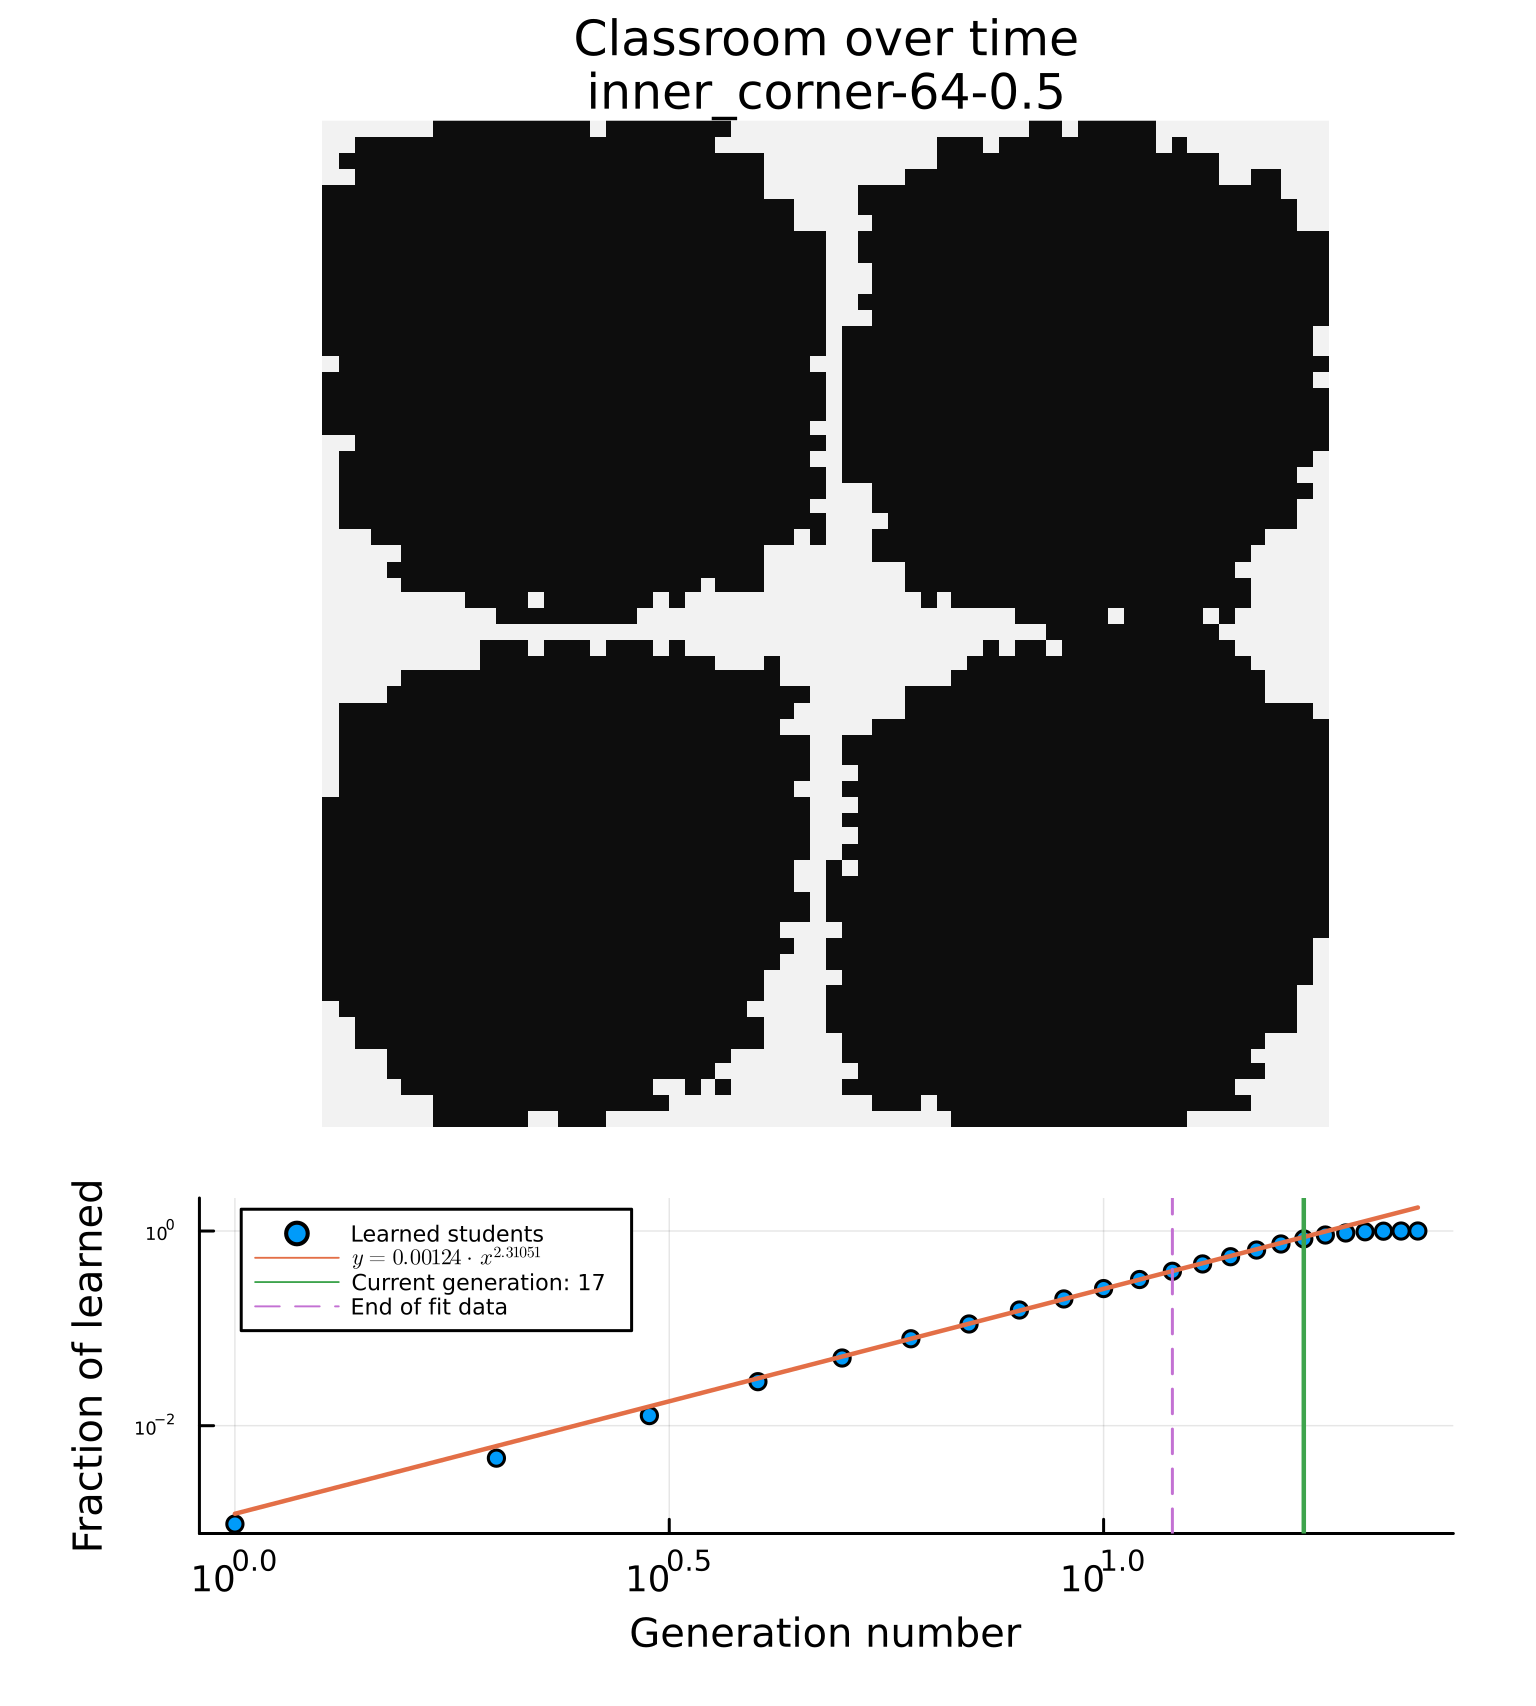 Classroom over time
inner_corner-64-0.5
Fraction of learned
10^0
10^−2
Learned students
y = 0.00124 · x^2.31051
Current generation: 17
End of fit data
10^0.0
10^0.5
10^1.0
Generation number